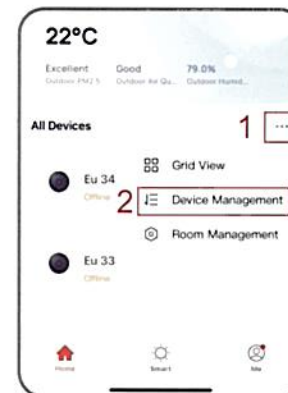 22°C
Excellent Good 79.0%
Outdoor PM2.5 Outdoor Air Qu... Outdoor Humid...
All Devices
1 ...
Grid View
Eu 34
Offline
2 Device Management
Room Management
Eu 33
Offline
Home Smart Me